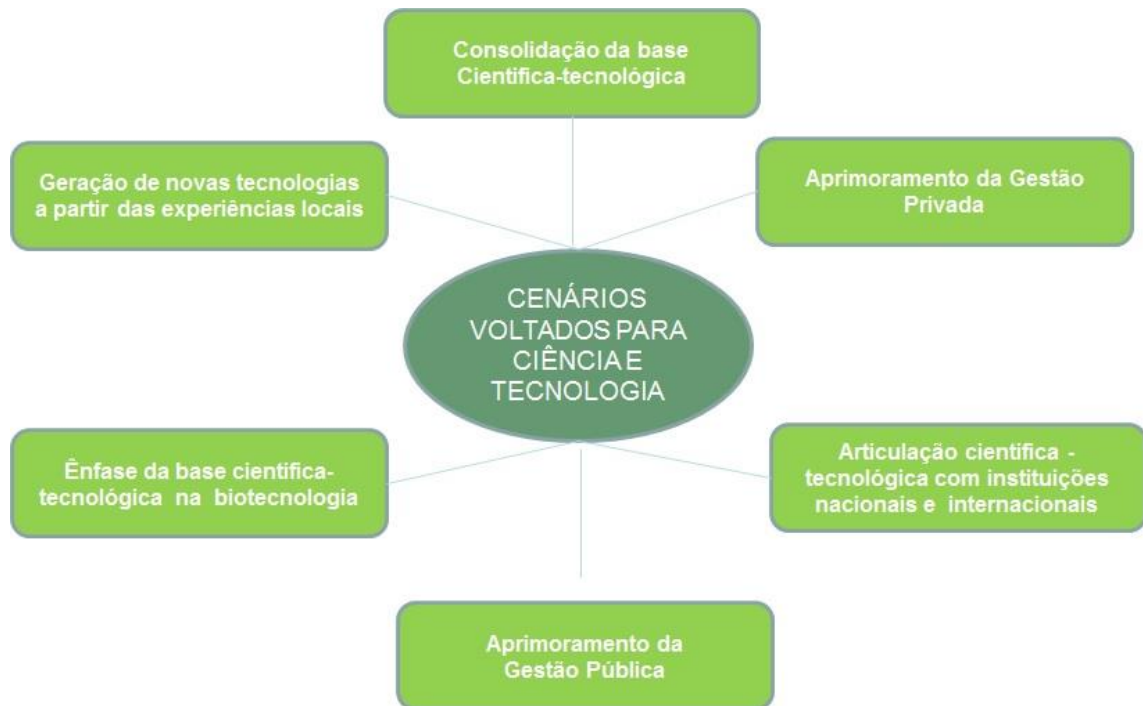 Consolidação da base
Cientifica-tecnológica
Geração de novas tecnologias
a partir das experiências locais
Aprimoramento da Gestão
Privada
CENÁRIOS
VOLTADOS PARA
CIÊNCIA E
TECNOLOGIA
Ênfase da base cientifica-
tecnológica na biotecnologia
Articulação científica -
tecnológica com instituições
nacionais e internacionais
Aprimoramento da
Gestão Pública